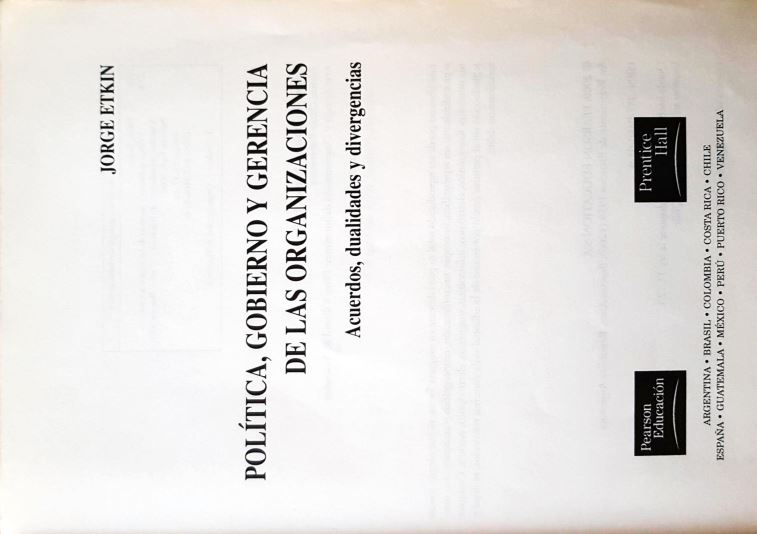 JORGE ETKIN
POLÍTICA, GOBIERNO Y GERENCIA
DE LAS ORGANIZACIONES
Acuerdos, dualidades y divergencias
Pearson
Educación
Prentice
Hall
ARGENTINA • BRASIL • COLOMBIA • COSTA RICA • CHILE
ESPAÑA • GUATEMALA • MÉXICO • PERÚ • PUERTO RICO • VENEZUELA